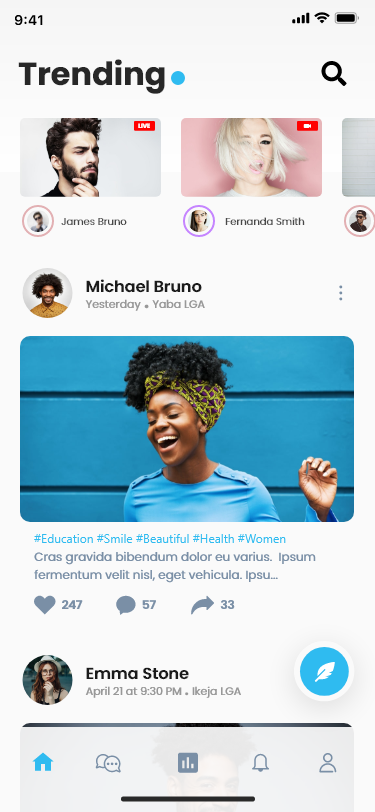 9:41
Trending
LIVE
James Bruno
Fernanda Smith
Michael Bruno
Yesterday • Yaba LGA
#Education #Smile #Beautiful #Health #Women
Cras gravida bibendum dolor eu varius. Ipsum
fermentum velit nisl, eget vehicula. Ipsu...
247 57 33
Emma Stone
April 21 at 9:30 PM • Ikeja LGA